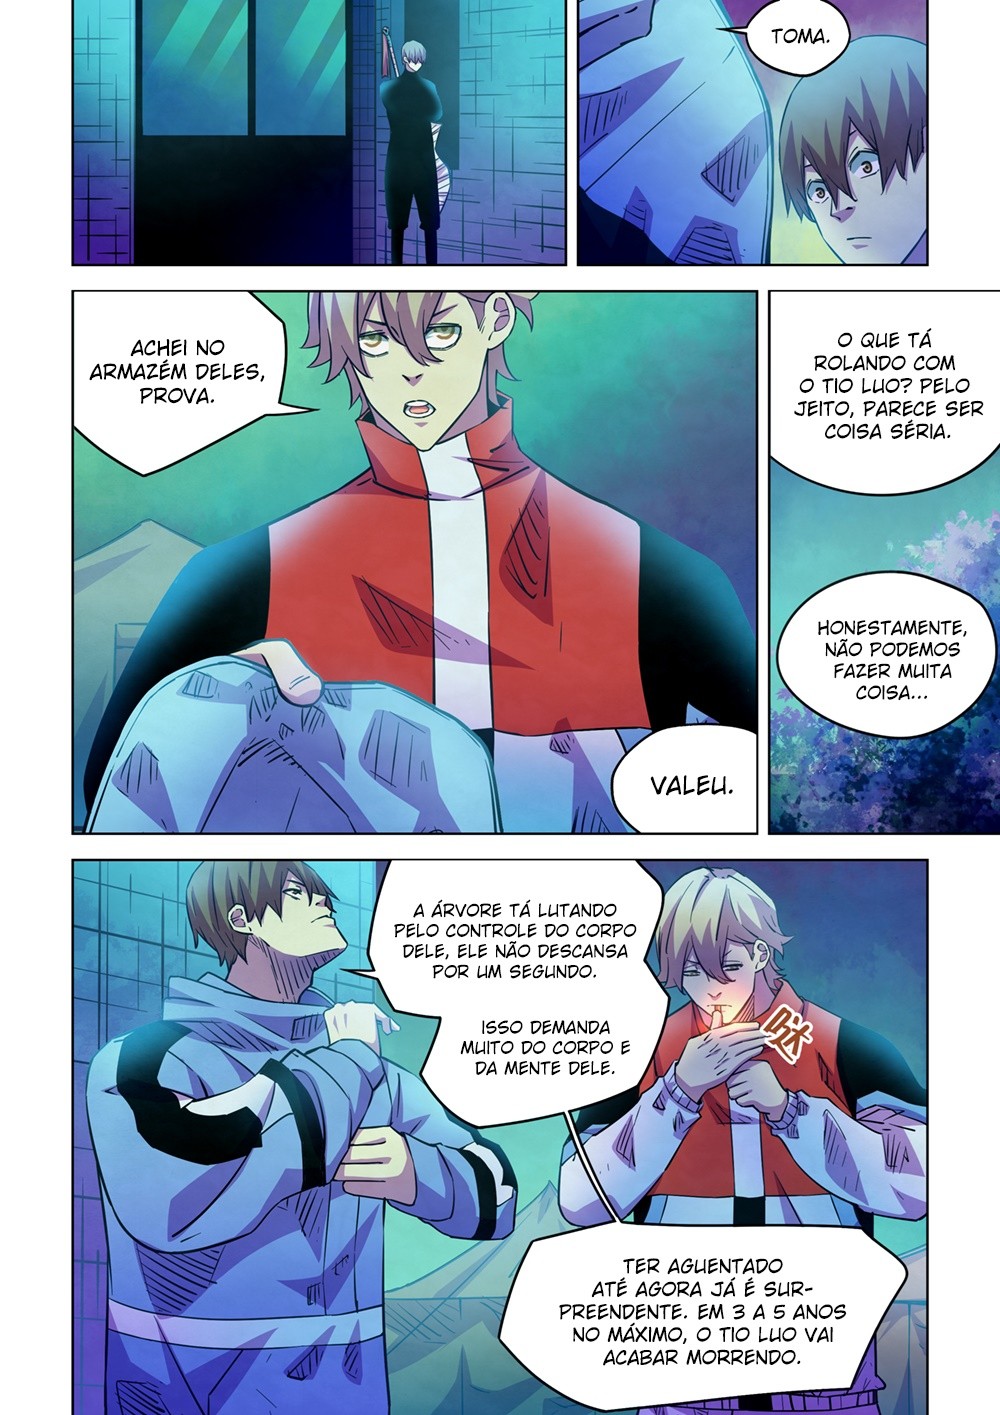 TOMA.
ACHEI NO
ARMAZÉM DELES,
PROVA.
VALEU.
O QUE TÁ
ROLANDO COM
O TIO LUO? PELO
JEITO, PARECE SER
COISA SÉRIA.
HONESTAMENTE,
NÃO PODEMOS
FAZER MUITA
COISA...
A ÁRVORE TÁ LUTANDO
PELO CONTROLE DO CORPO
DELE, ELE NÃO DESCANSA
POR UM SEGUNDO.
ISSO DEMANDA
MUITO DO CORPO E
DA MENTE DELE.
哒
TER AGUENTADO
ATÉ AGORA JÁ É SUR-
PREENDENTE. EM 3 A 5 ANOS
NO MÁXIMO, O TIO LUO VAI
ACABAR MORRENDO.